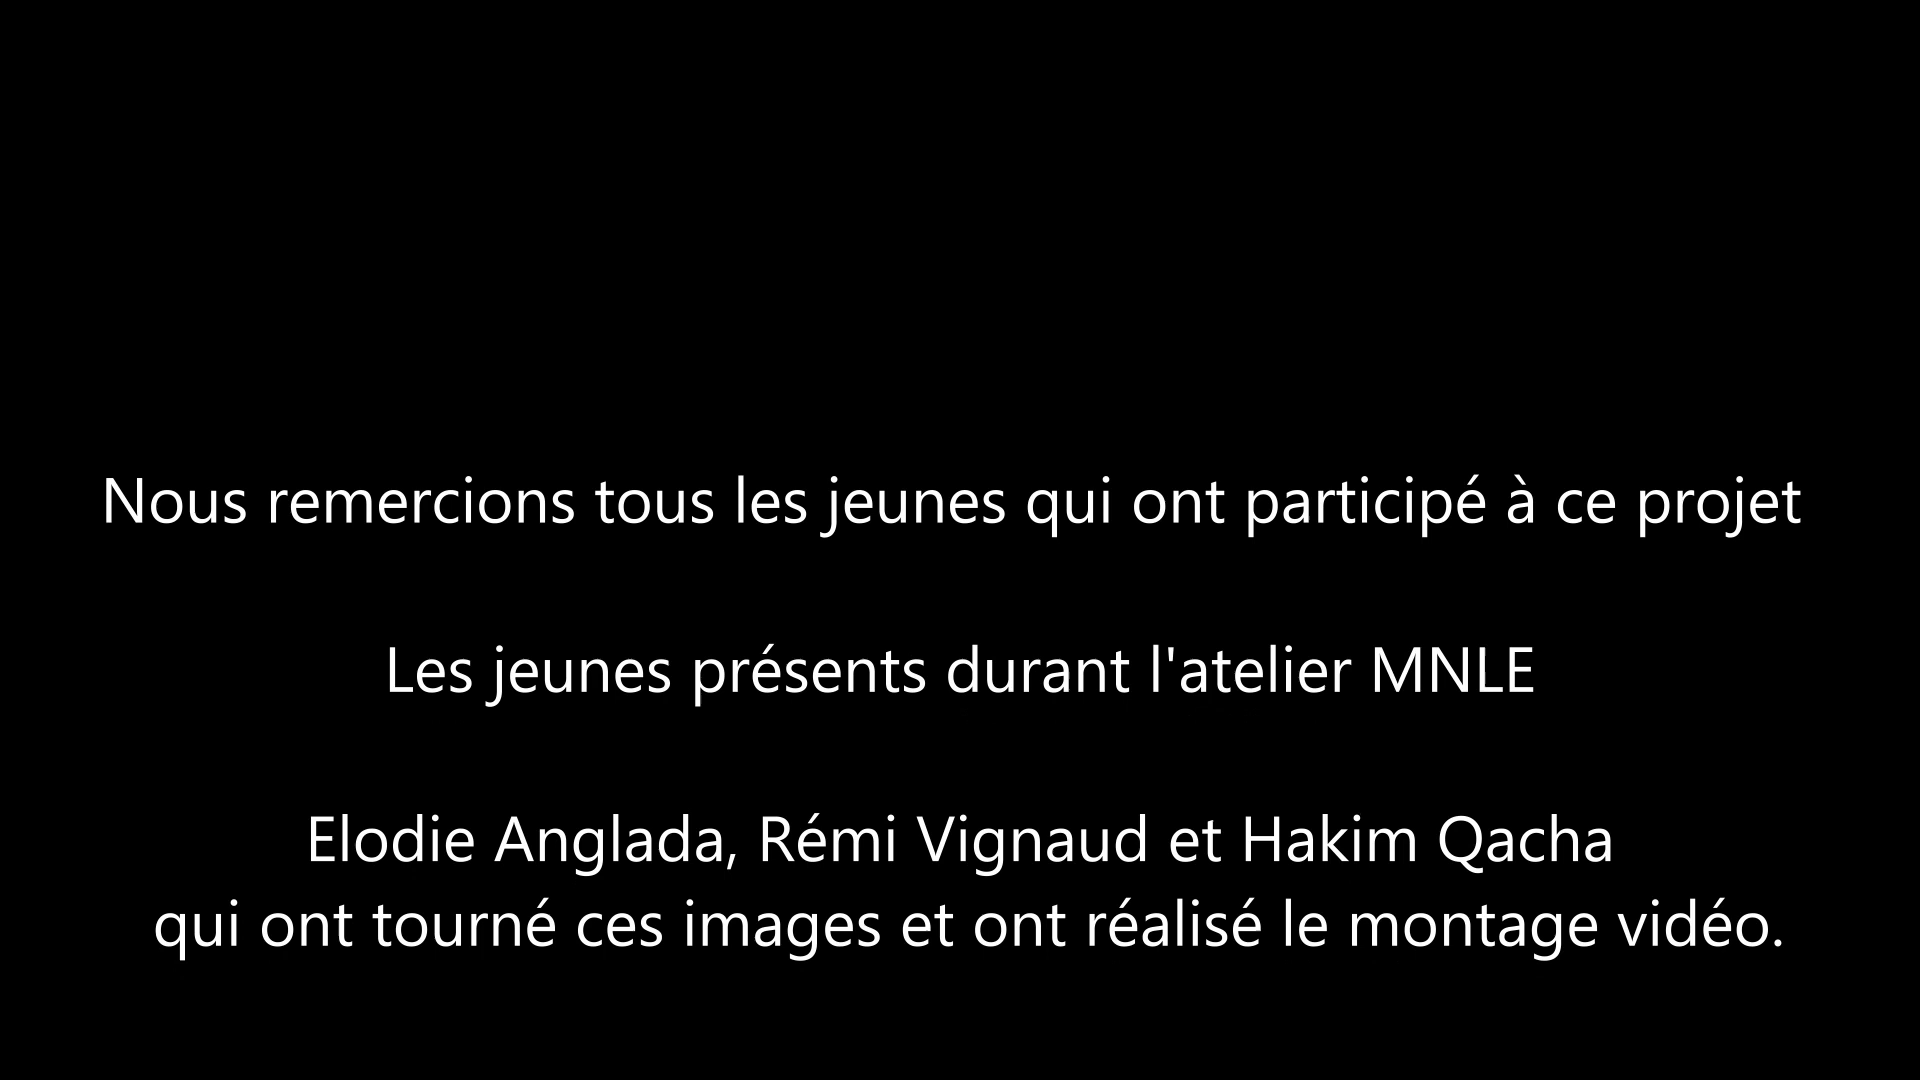 Nous remercions tous les jeunes qui ont participé à ce projet
Les jeunes présents durant l'atelier MNLE
Elodie Anglada, Rémi Vignaud et Hakim Qacha
qui ont tourné ces images et ont réalisé le montage vidéo.